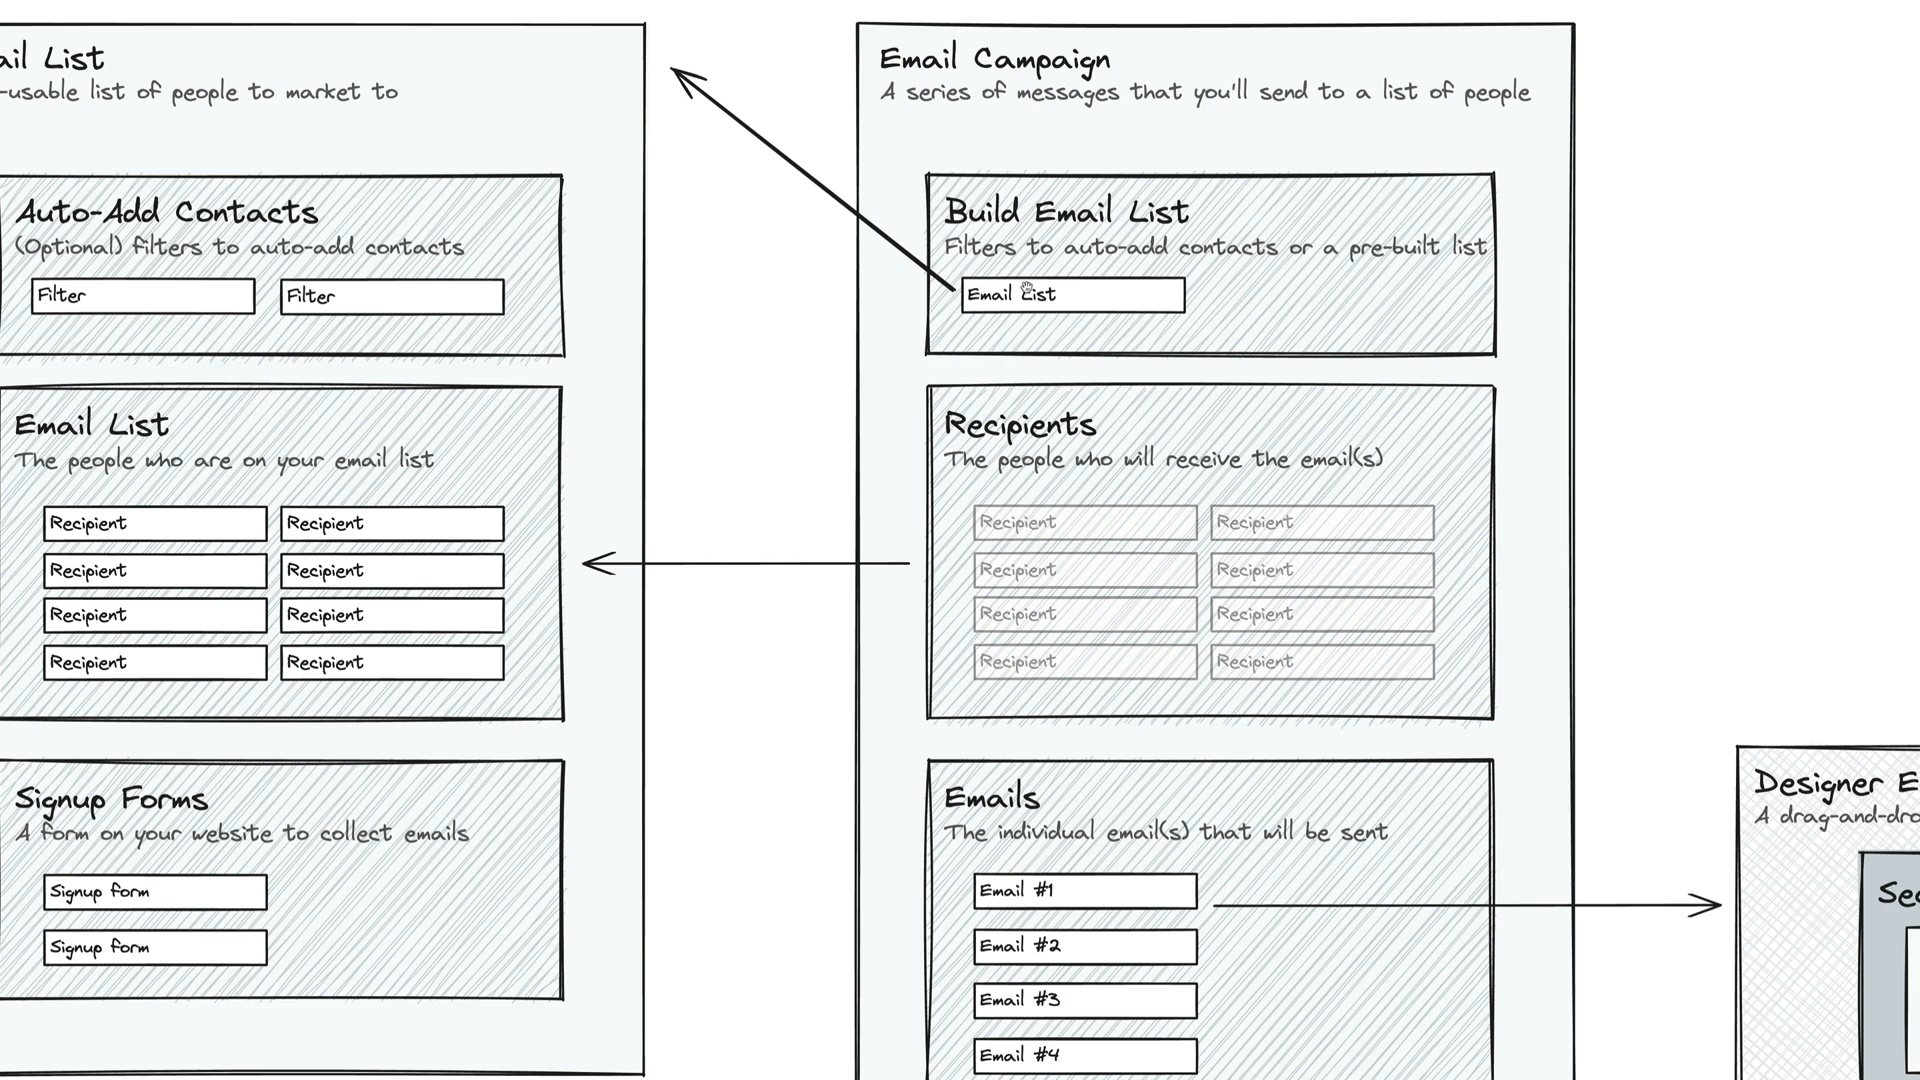 ail List
-usable list of people to market to
Auto-Add Contacts
(Optional) filters to auto-add contacts
Filter
Filter
Email List
The people who are on your email list
Recipient
Recipient
Recipient
Recipient
Recipient
Recipient
Recipient
Recipient
Signup Forms
A form on your website to collect emails
Signup form
Signup form
Email Campaign
A series of messages that you'll send to a list of people
Build Email List
Filters to auto-add contacts or a pre-built list
Email List
Recipients
The people who will receive the email(s)
Recipient
Recipient
Recipient
Recipient
Recipient
Recipient
Recipient
Recipient
Emails
The individual email(s) that will be sent
Email #1
Email #2
Email #3
Email #4
Designer E
A drag-and-dro
Sec